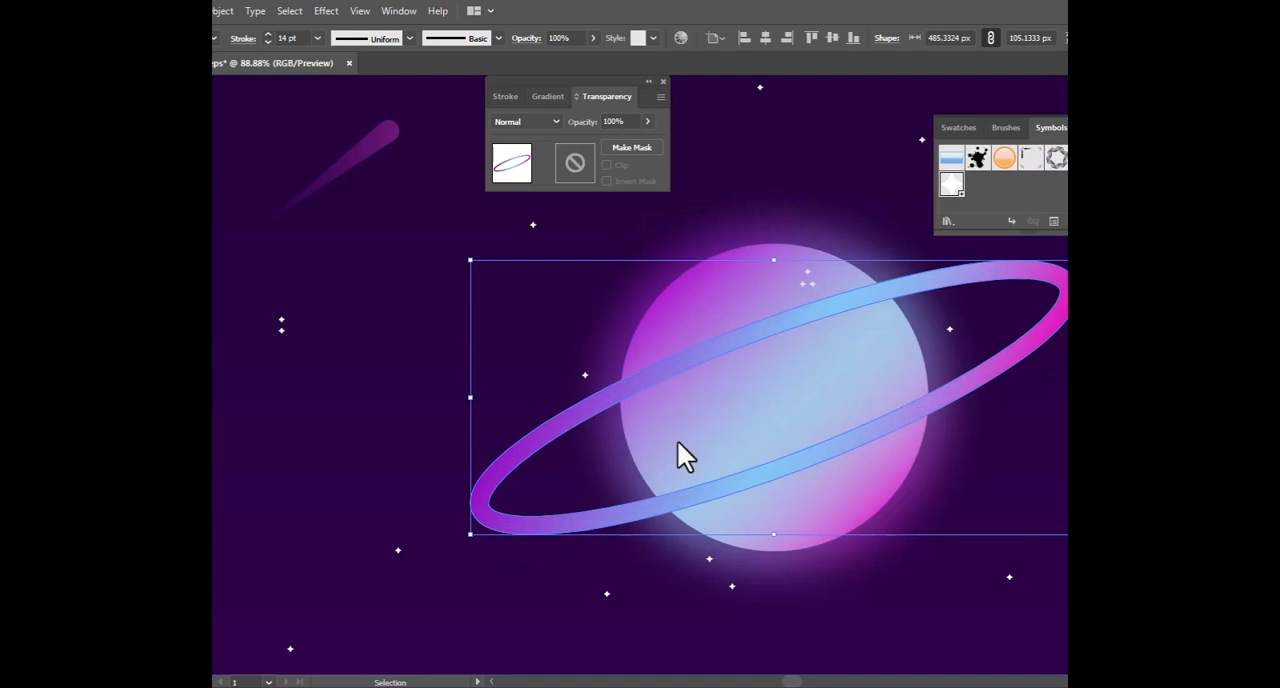 bject Type Select Effect View Window Help
Stroke: 14 pt Uniform Basic Opacity: 100% Style: Shape: 485.3324 px 105.1333 px
eps* @ 88.88% (RGB/Preview) ×
Stroke Gradient Transparency
Normal Opacity: 100%
Make Mask
Clip
Invert Mask
Swatches Brushes Symbols
1 Selection